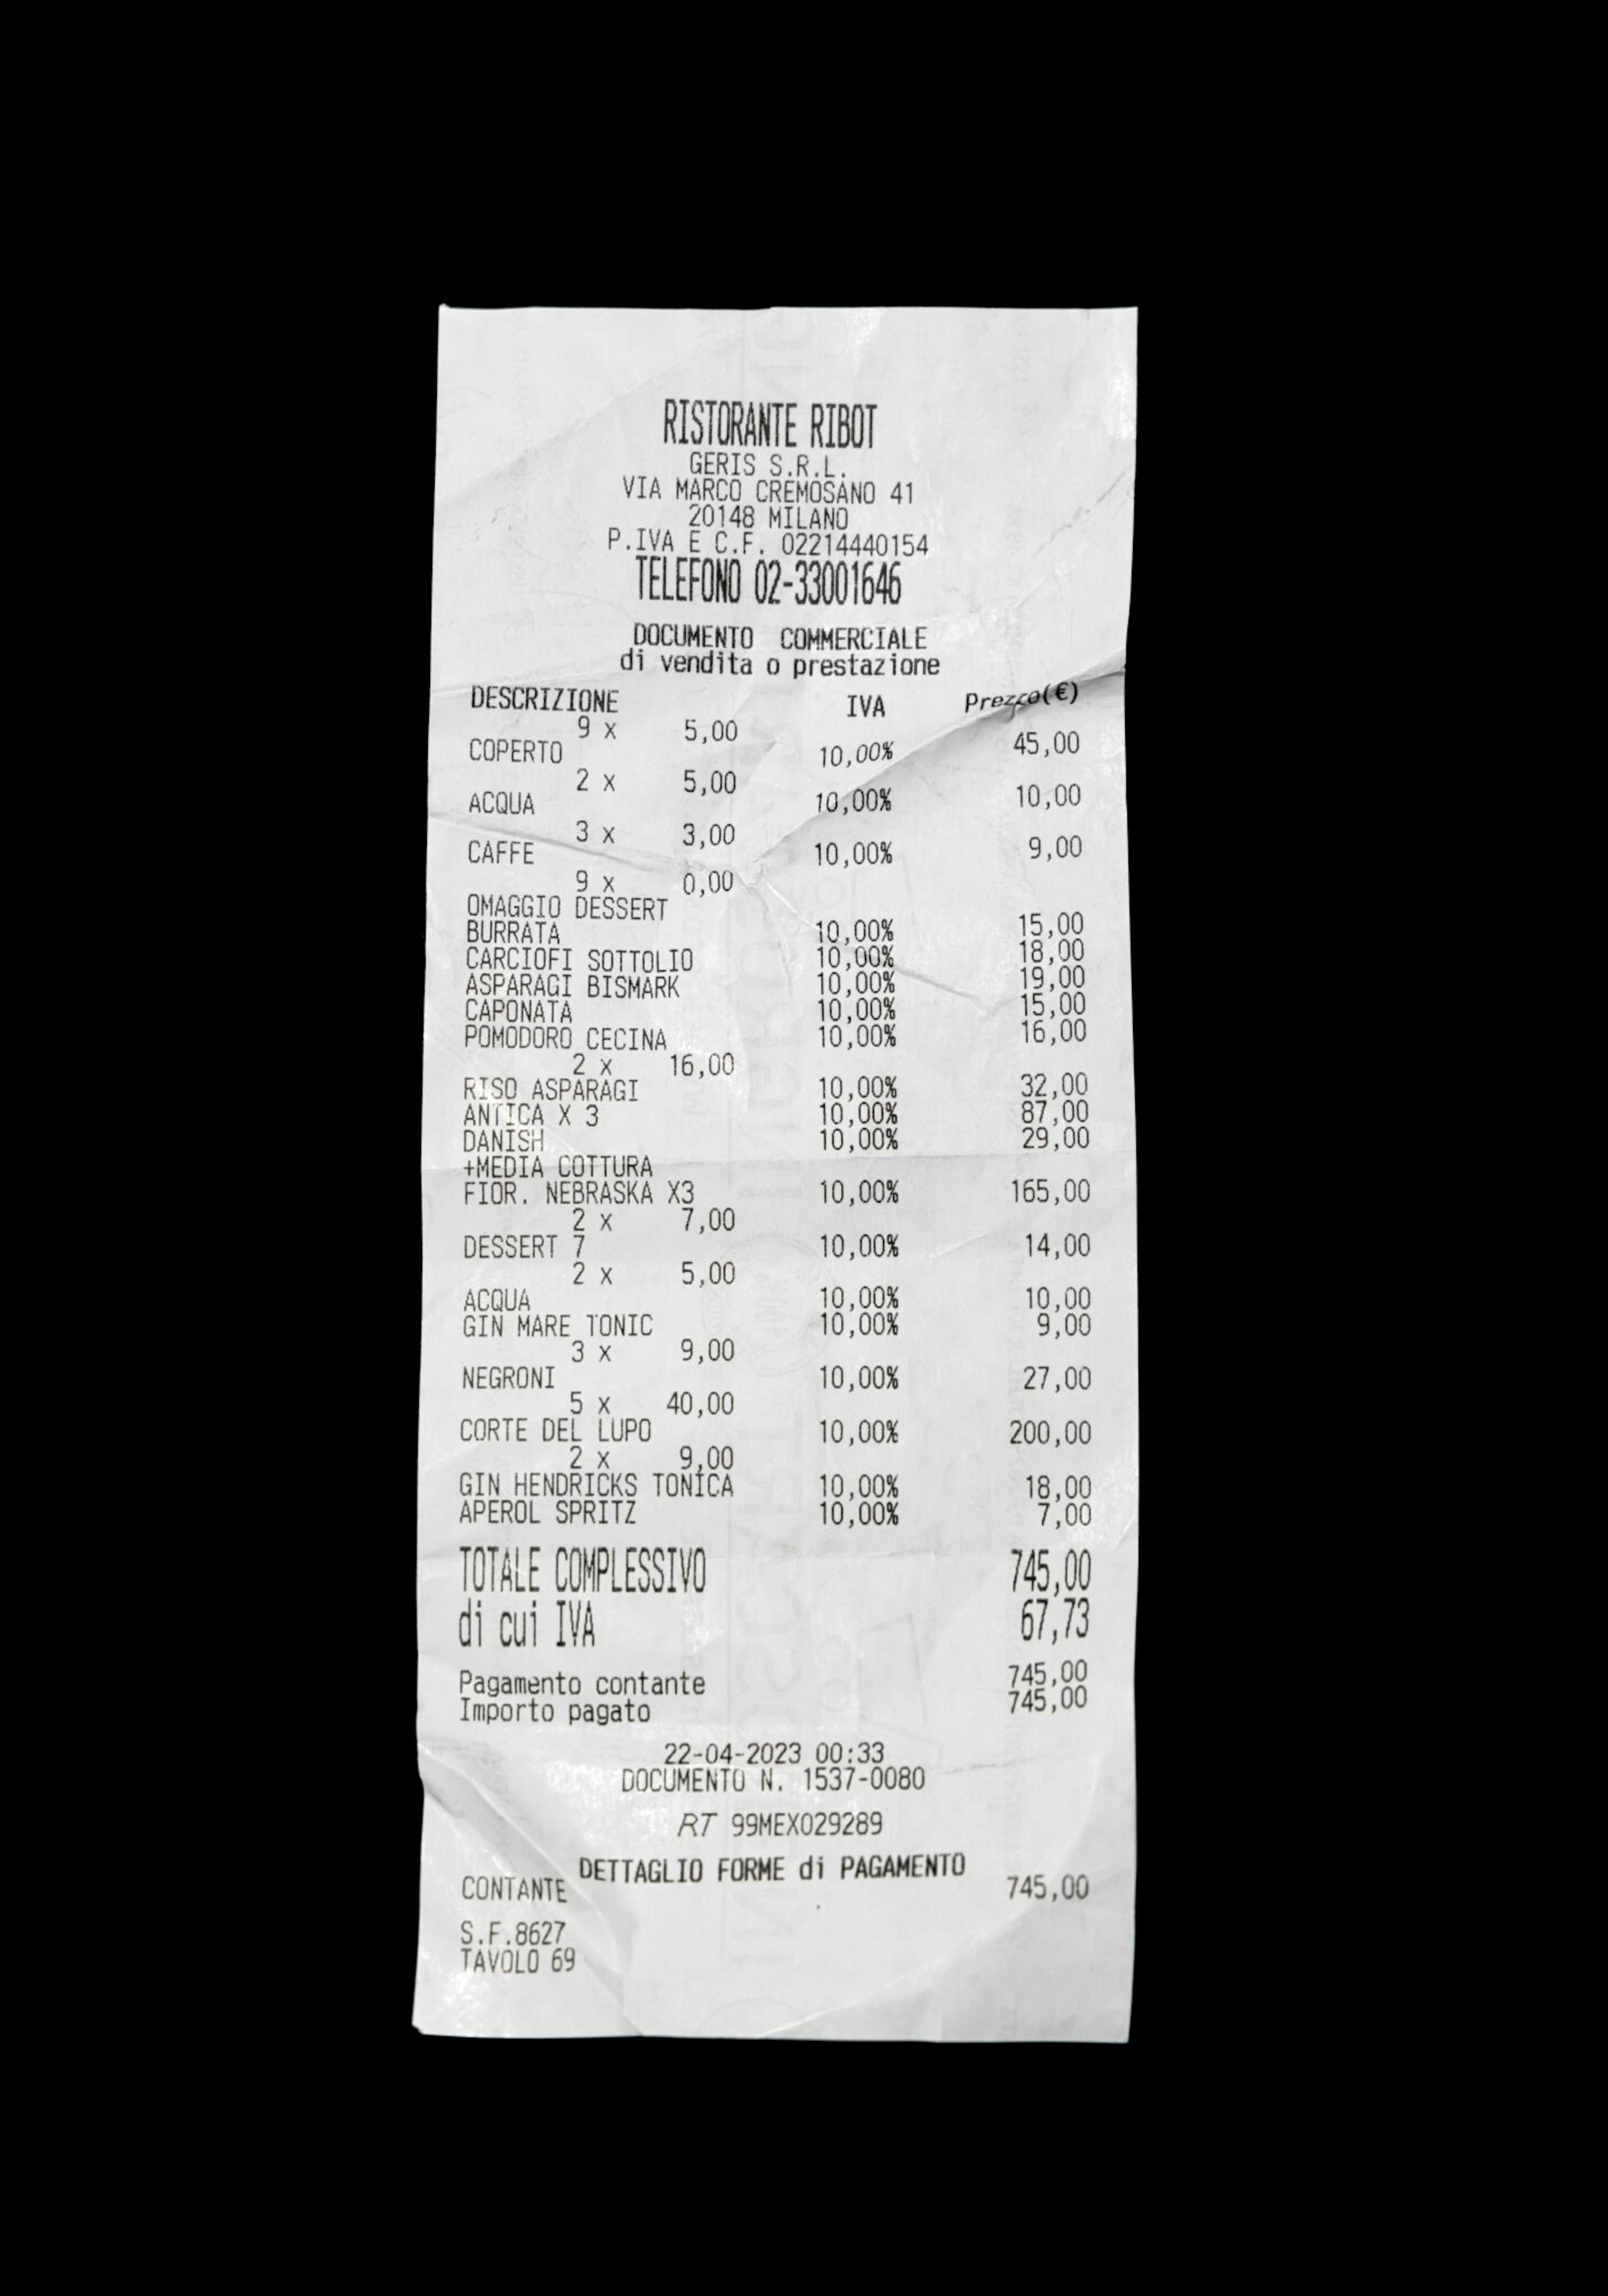 RISTORANTE RIBOT
GERIS S.R.L.
VIA MARCO CREMOSANO 41
20148 MILANO
P.IVA E C.F. 02214440154
TELEFONO 02-33001646
DOCUMENTO COMMERCIALE
di vendita o prestazione
DESCRIZIONE IVA Prezzo(€)
9 x 5,00
COPERTO 10,00% 45,00
2 x 5,00
ACQUA 10,00% 10,00
3 x 3,00
CAFFE 10,00% 9,00
9 x 0,00
OMAGGIO DESSERT
BURRATA 10,00% 15,00
CARCIOFI SOTTOLIO 10,00% 18,00
ASPARAGI BISMARK 10,00% 19,00
CAPONATA 10,00% 15,00
POMODORO CECINA 10,00% 16,00
2 x 16,00
RISO ASPARAGI 10,00% 32,00
ANTICA X 3 10,00% 87,00
DANISH 10,00% 29,00
+MEDIA COTTURA
FIOR. NEBRASKA X3 10,00% 165,00
2 x 7,00
DESSERT 7 10,00% 14,00
2 x 5,00
ACQUA 10,00% 10,00
GIN MARE TONIC 10,00% 9,00
3 x 9,00
NEGRONI 10,00% 27,00
5 x 40,00
CORTE DEL LUPO 10,00% 200,00
2 x 9,00
GIN HENDRICKS TONICA 10,00% 18,00
APEROL SPRITZ 10,00% 7,00
TOTALE COMPLESSIVO 745,00
di cui IVA 67,73
Pagamento contante 745,00
Importo pagato 745,00
22-04-2023 00:33
DOCUMENTO N. 1537-0080
RT 99MEX029289
DETTAGLIO FORME di PAGAMENTO
CONTANTE 745,00
S.F.8627
TAVOLO 69